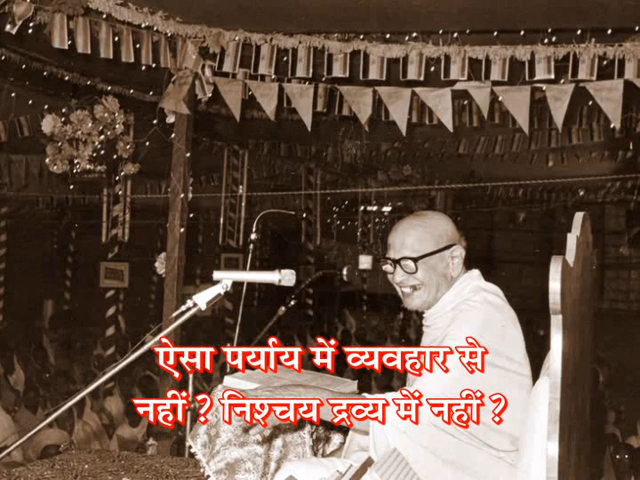 ऐसा पर्याय में व्यवहार से
नहीं ? निश्चय द्रव्य में नहीं ?